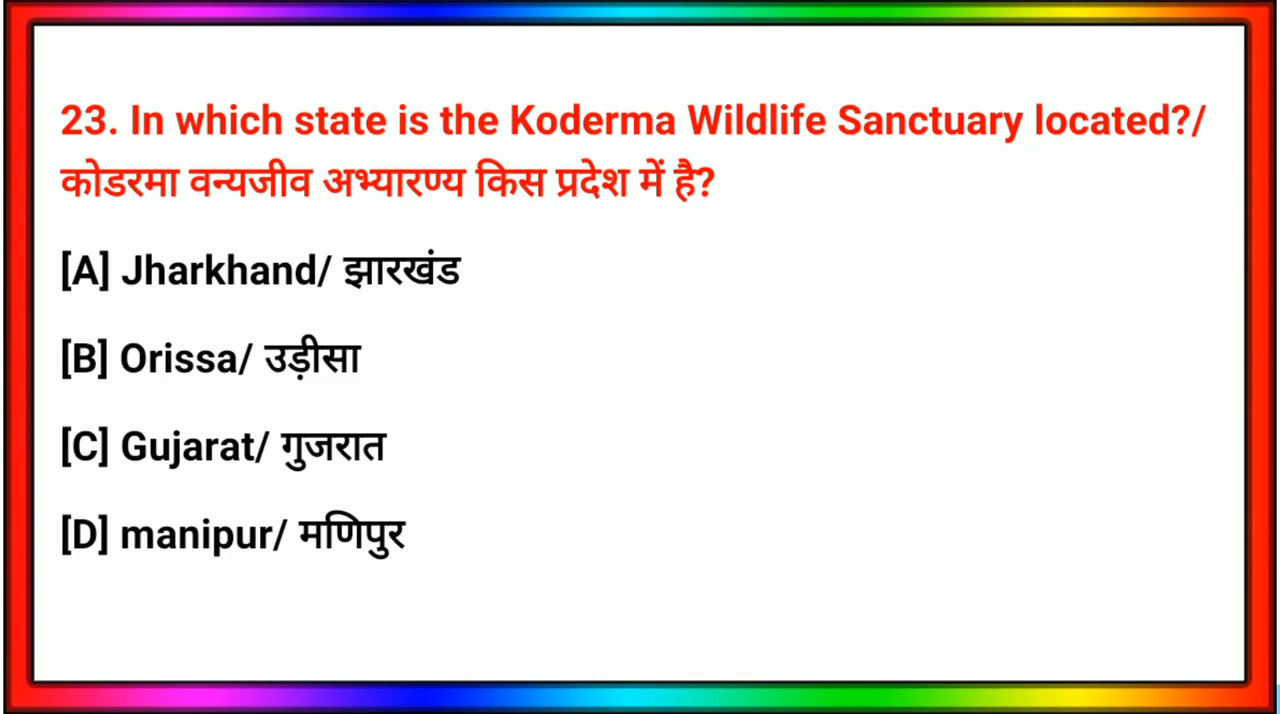 23. In which state is the Koderma Wildlife Sanctuary located?/
कोडरमा वन्यजीव अभ्यारण्य किस प्रदेश में है?
[A] Jharkhand/ झारखंड
[B] Orissa/ उड़ीसा
[C] Gujarat/ गुजरात
[D] manipur/ मणिपुर